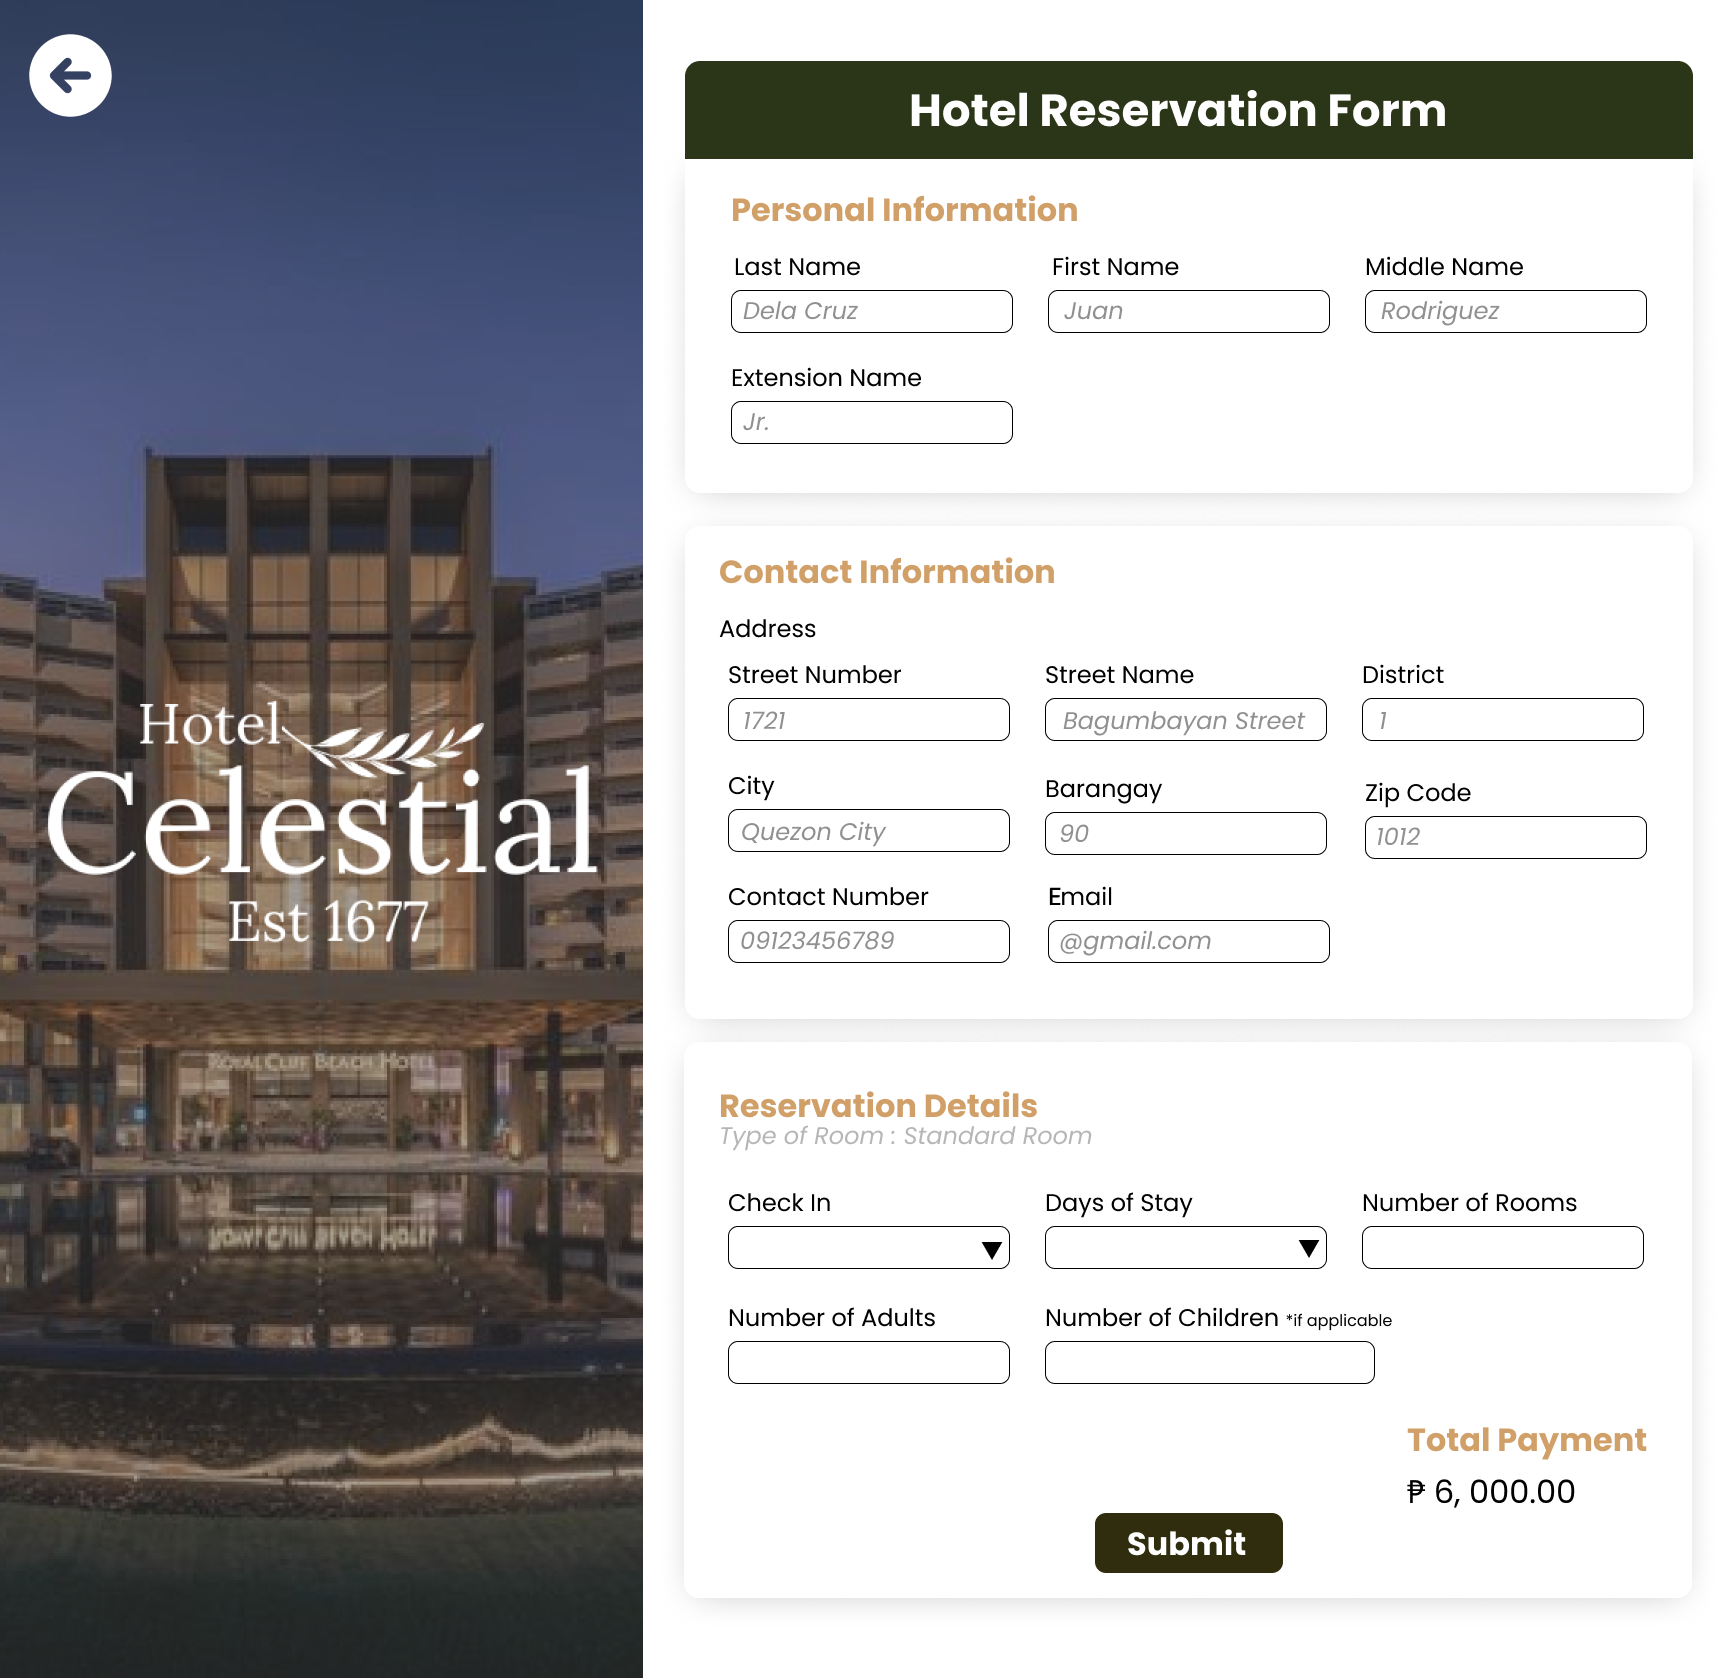 Hotel
Celestial
Est 1677
ROYAL CLIFF BEACH HOTEL
Hotel Reservation Form
Personal Information
Last Name First Name Middle Name
Dela Cruz Juan Rodriguez
Extension Name
Jr.
Contact Information
Address
Street Number Street Name District
1721 Bagumbayan Street 1
City Barangay Zip Code
Quezon City 90 1012
Contact Number Email
09123456789 @gmail.com
Reservation Details
Type of Room : Standard Room
Check In Days of Stay Number of Rooms
Number of Adults Number of Children *if applicable
Total Payment
₱ 6, 000.00
Submit